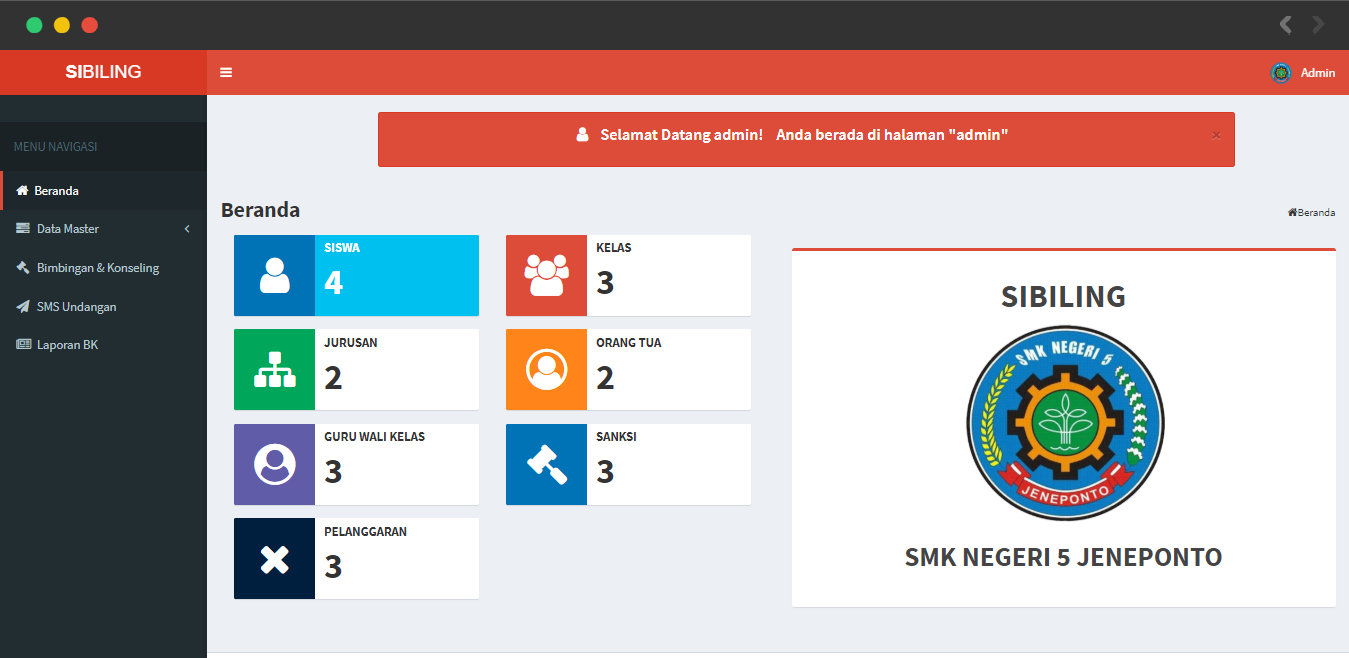 SIBILING
Admin
MENU NAVIGASI
Beranda
Data Master
Bimbingan & Konseling
SMS Undangan
Laporan BK
Selamat Datang admin! Anda berada di halaman "admin"
×
Beranda
Beranda
SISWA
4
KELAS
3
JURUSAN
2
ORANG TUA
2
GURU WALI KELAS
3
SANKSI
3
PELANGGARAN
3
SIBILING
SMK NEGERI 5
JENEPONTO
SMK NEGERI 5 JENEPONTO